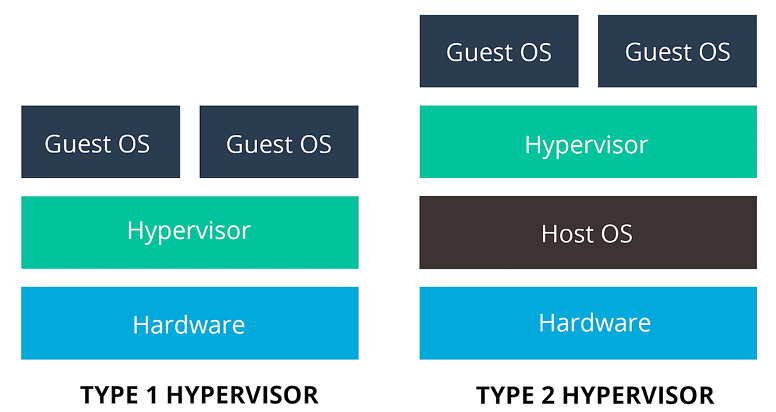 Guest OS
Guest OS
Hypervisor
Hardware
TYPE 1 HYPERVISOR
Guest OS
Guest OS
Hypervisor
Host OS
Hardware
TYPE 2 HYPERVISOR